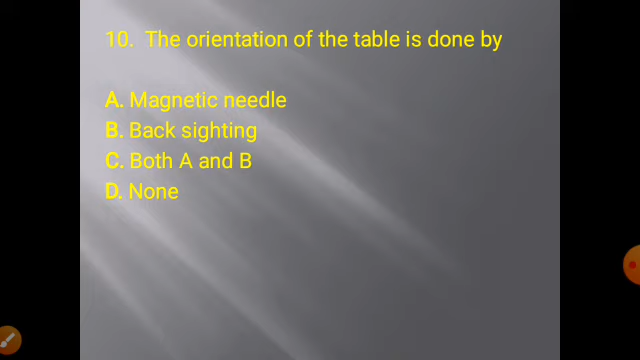 10. The orientation of the table is done by
A. Magnetic needle
B. Back sighting
C. Both A and B
D. None